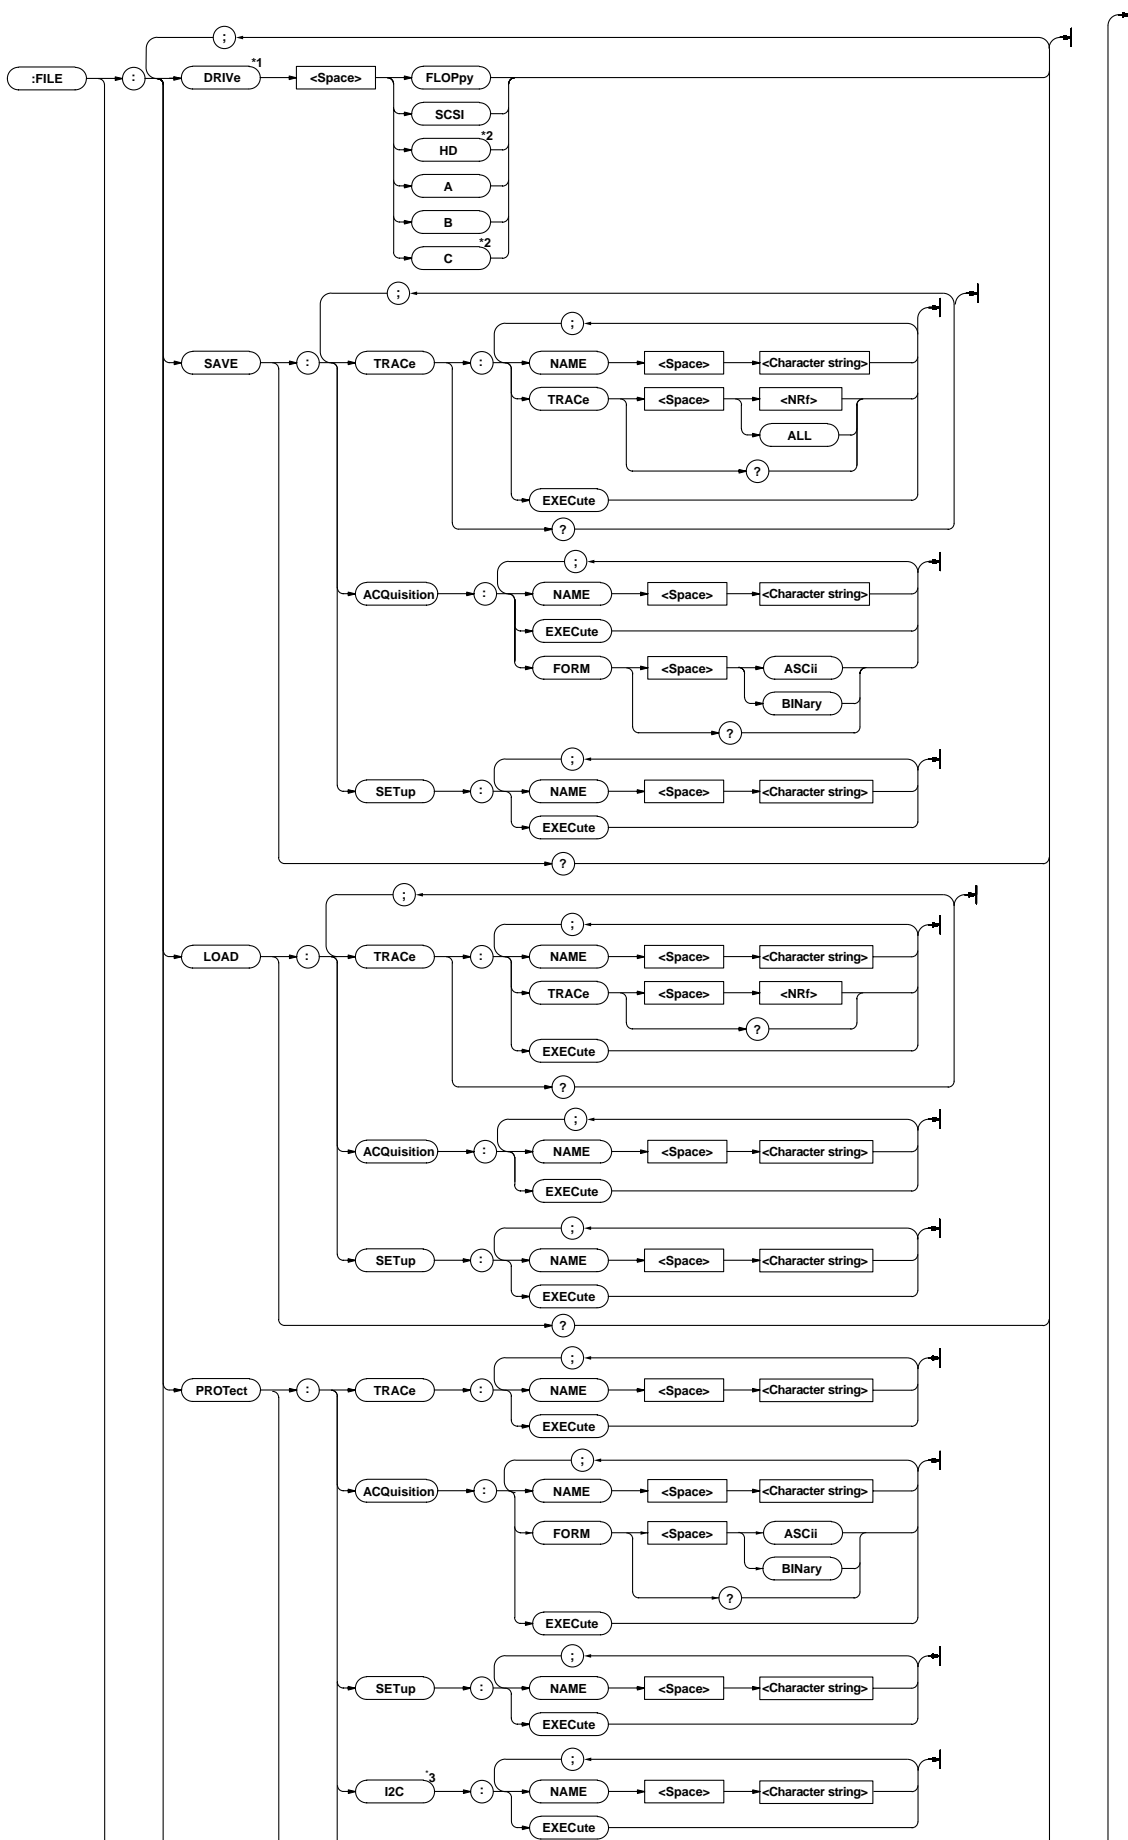 ;
:FILE : DRIVe *1 <Space> FLOPpy
SCSI
HD *2
A
B
C *2
;
;
SAVE : TRACe : NAME <Space> <Character string>
TRACe <Space> <NRf>
ALL
?
EXECute
?
;
ACQuisition : NAME <Space> <Character string>
EXECute
FORM <Space> ASCii
BINary
?
;
SETup : NAME <Space> <Character string>
EXECute
?
;
;
LOAD : TRACe : NAME <Space> <Character string>
TRACe <Space> <NRf>
?
EXECute
?
;
ACQuisition : NAME <Space> <Character string>
EXECute
;
SETup : NAME <Space> <Character string>
EXECute
?
;
PROTect : TRACe : NAME <Space> <Character string>
EXECute
;
ACQuisition : NAME <Space> <Character string>
FORM <Space> ASCii
BINary
?
EXECute
;
SETup : NAME <Space> <Character string>
EXECute
;
I2C *3 : NAME <Space> <Character string>
EXECute